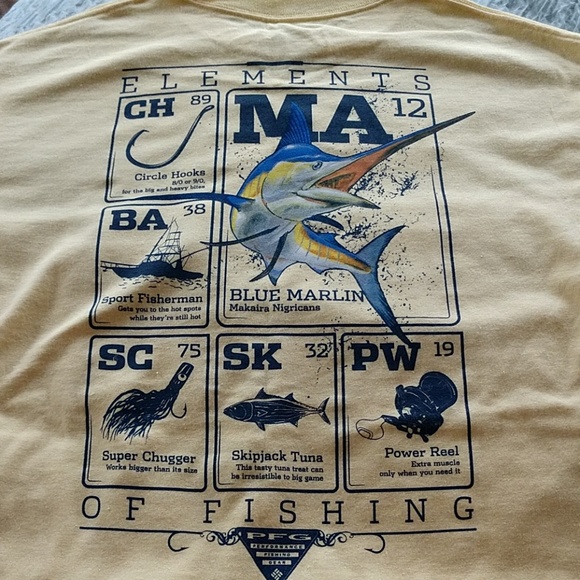 ELEMENTS
CH 89
Circle Hooks
8/0 or 9/0,
for the big and heavy bites
MA 12
BLUE MARLIN
Makaira Nigricans
BA 38
Sport Fisherman
Gets you to the hot spots
while they're still hot
SC 75
Super Chugger
Works bigger than its size
SK 32
Skipjack Tuna
This tasty tuna treat can
be irresistible to big game
PW 19
Power Reel
Extra muscle
only when you need it
OF FISHING
PFG
PERFORMANCE
FISHING
GEAR